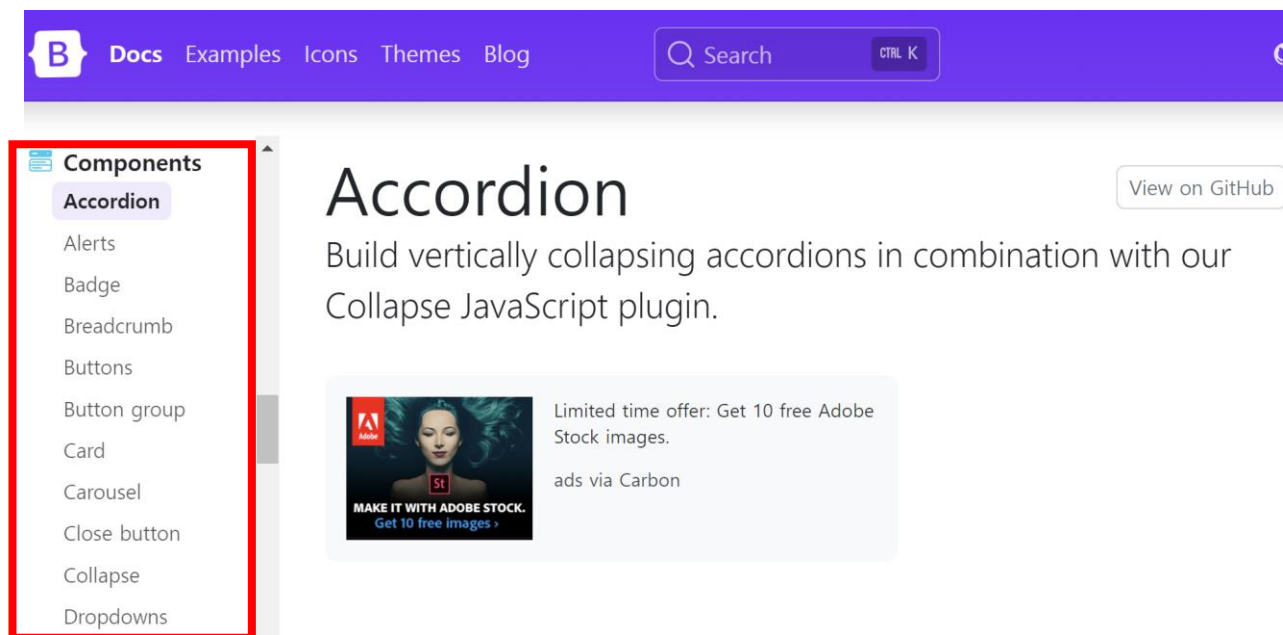 B Docs Examples Icons Themes Blog Search CTRL K
Components
Accordion
Alerts
Badge
Breadcrumb
Buttons
Button group
Card
Carousel
Close button
Collapse
Dropdowns
Accordion
View on GitHub
Build vertically collapsing accordions in combination with our
Collapse JavaScript plugin.
Adobe
St
MAKE IT WITH ADOBE STOCK.
Get 10 free images ›
Limited time offer: Get 10 free Adobe
Stock images.
ads via Carbon